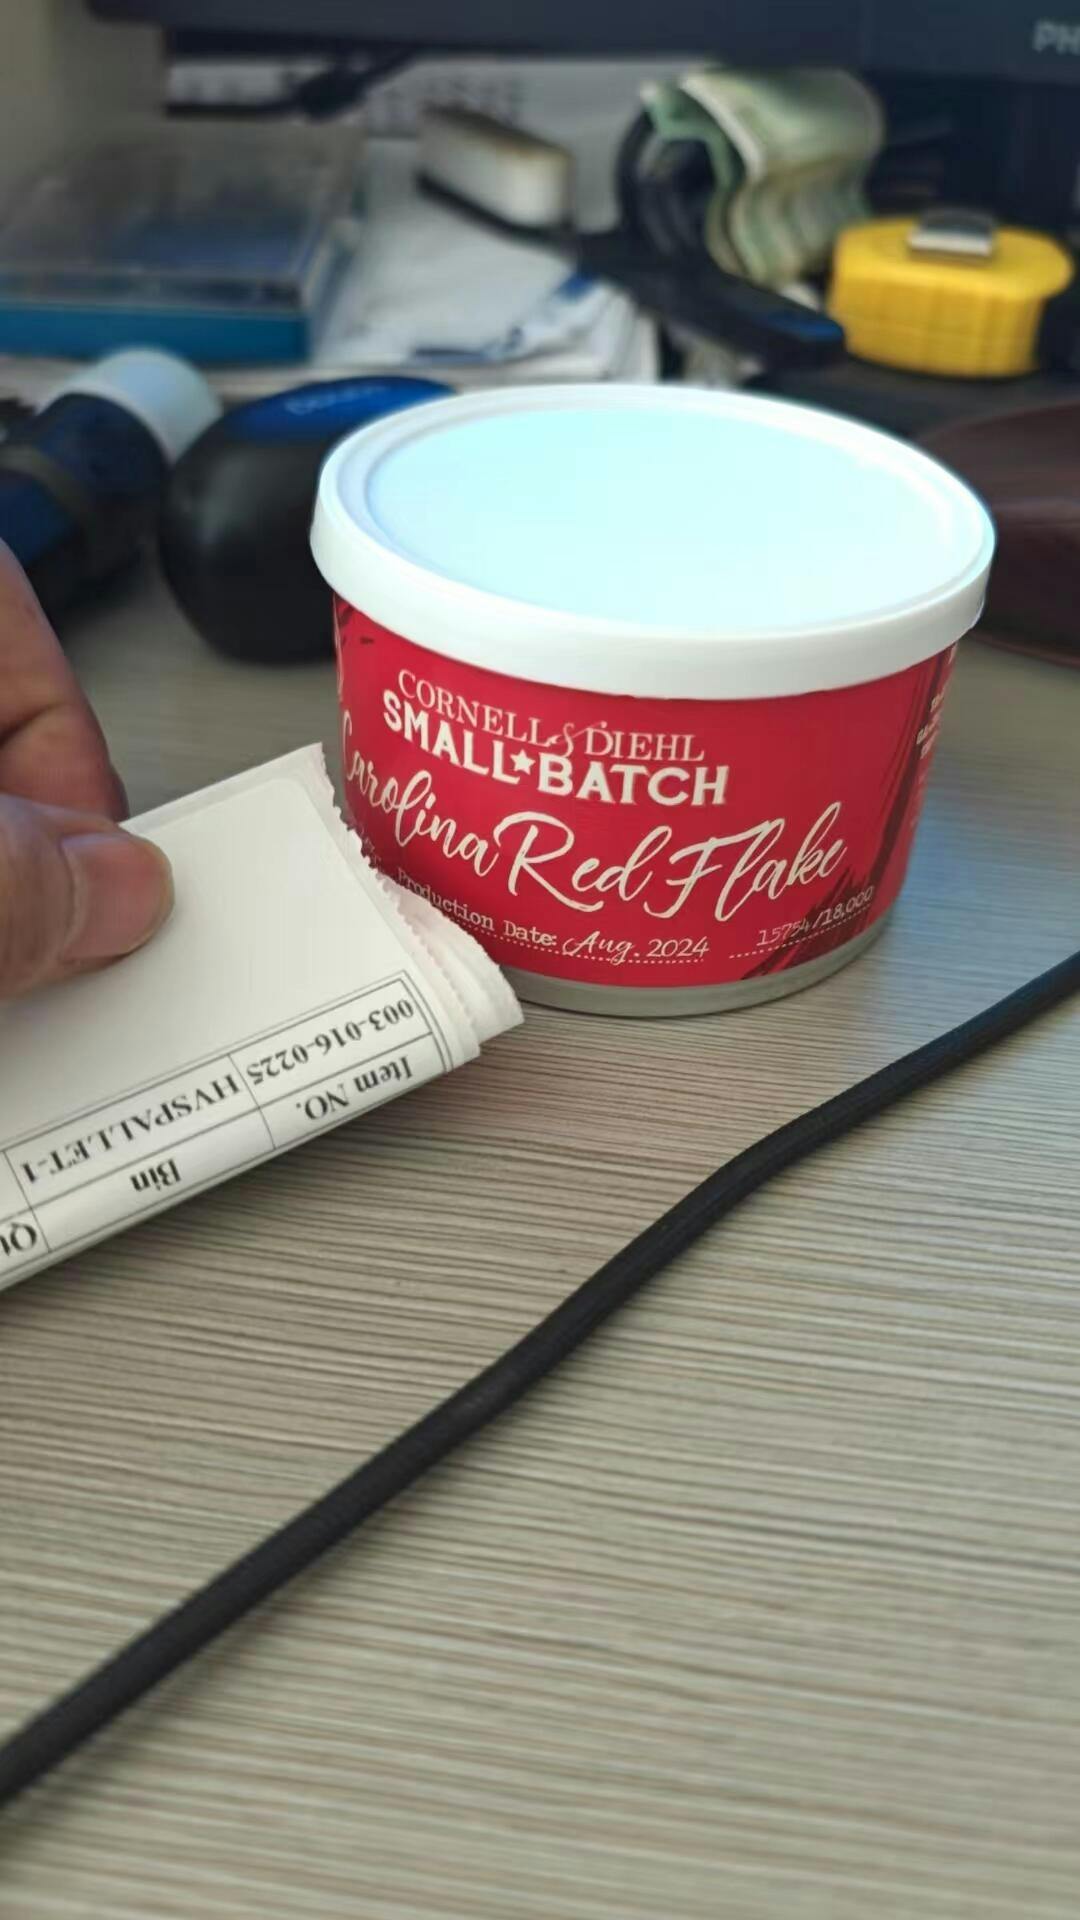 PH
CORNELL & DIEHL
SMALL★BATCH
Carolina Red Flake
Production Date: Aug. 2024
15754/18,000
Item NO.
Bin
003-016-0225
HVSPALLET-1